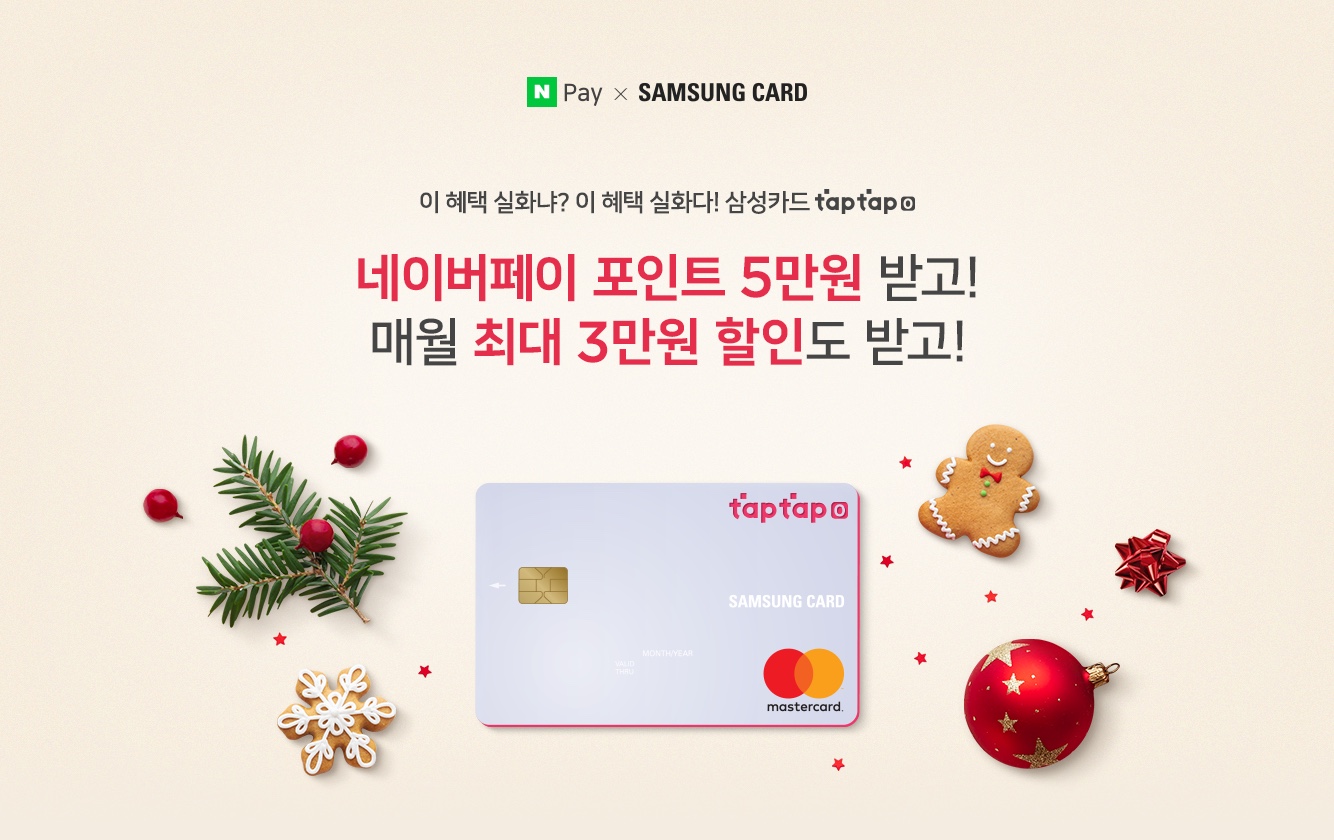 N Pay × SAMSUNG CARD
이 혜택 실화냐? 이 혜택 실화다! 삼성카드 taptap O
네이버페이 포인트 5만원 받고!
매월 최대 3만원 할인도 받고!
taptap O
SAMSUNG CARD
MONTH/YEAR
VALID
THRU
mastercard.